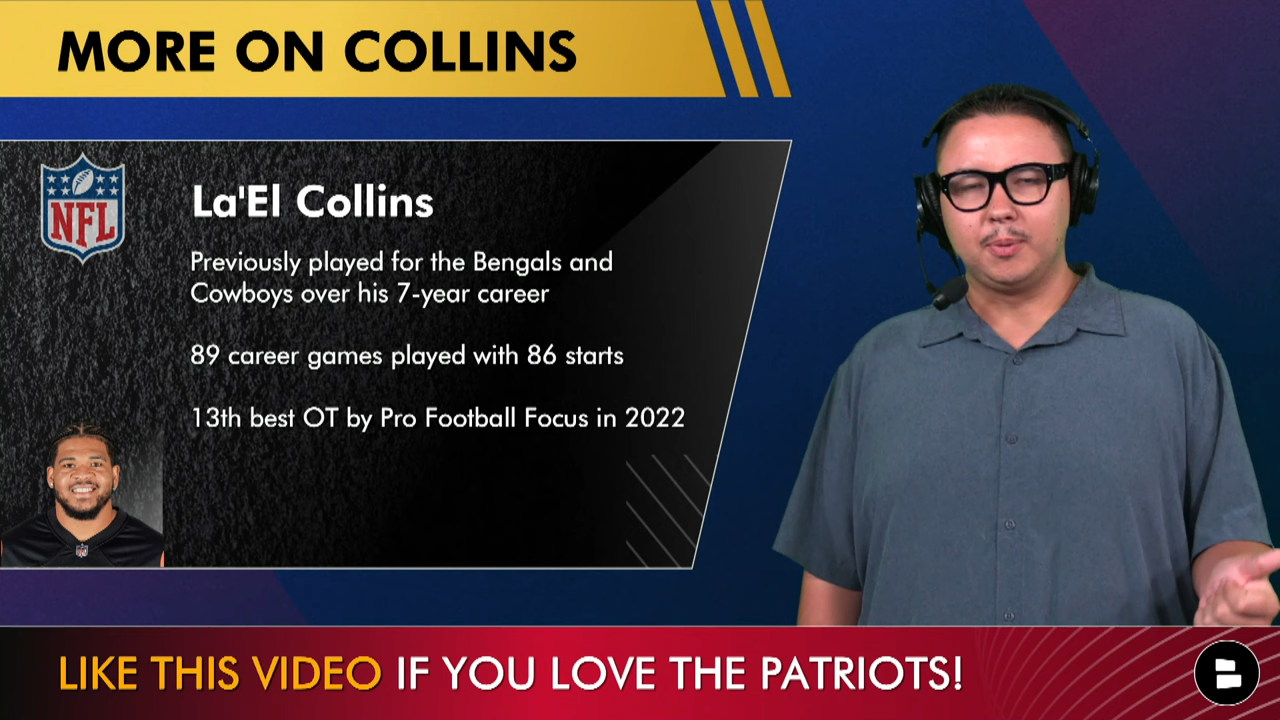 MORE ON COLLINS
NFL
La'El Collins
Previously played for the Bengals and
Cowboys over his 7-year career
89 career games played with 86 starts
13th best OT by Pro Football Focus in 2022
LIKE THIS VIDEO IF YOU LOVE THE PATRIOTS!